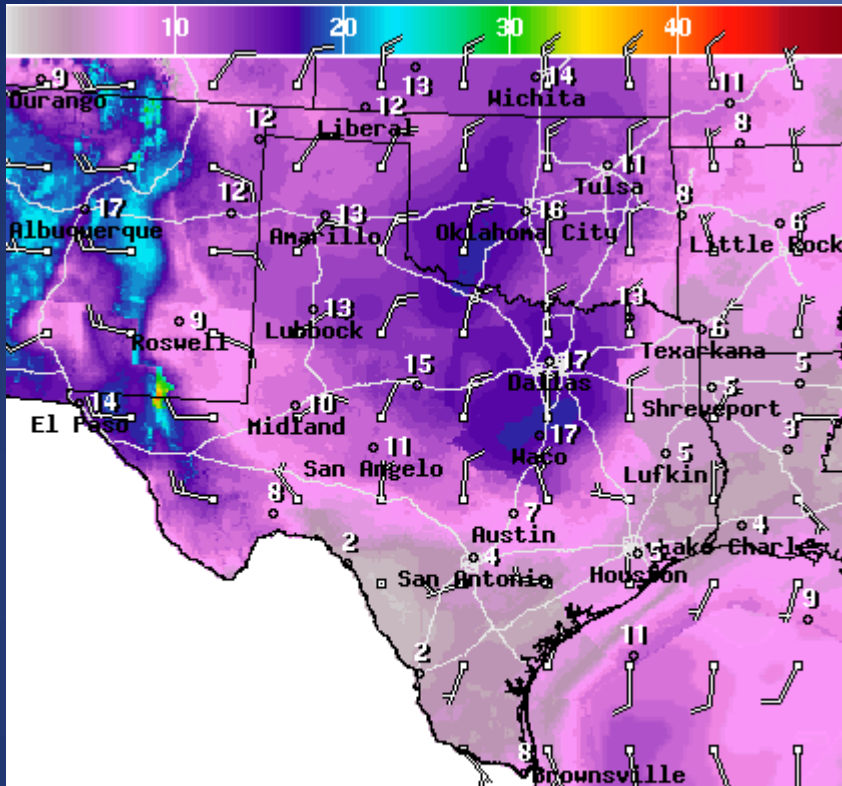 10 20 30 40
9 13 14 11
Durango Wichita
12 Liberal 12
8
11
Tulsa
17 12 13 16 8 6
Albuquerque Amarillo Oklahoma City Little Rock
9 13 13 6
Roswell Lubbock Texarkana
15 17 5 5
Dallas Shreveport
14 10
El Paso Midland
11 17 5 3
San Angelo Waco Lufkin
8 7 4
Austin
2 4 5 Lake Charles
San Antonio Houston
9
2 11
8
Brownsville